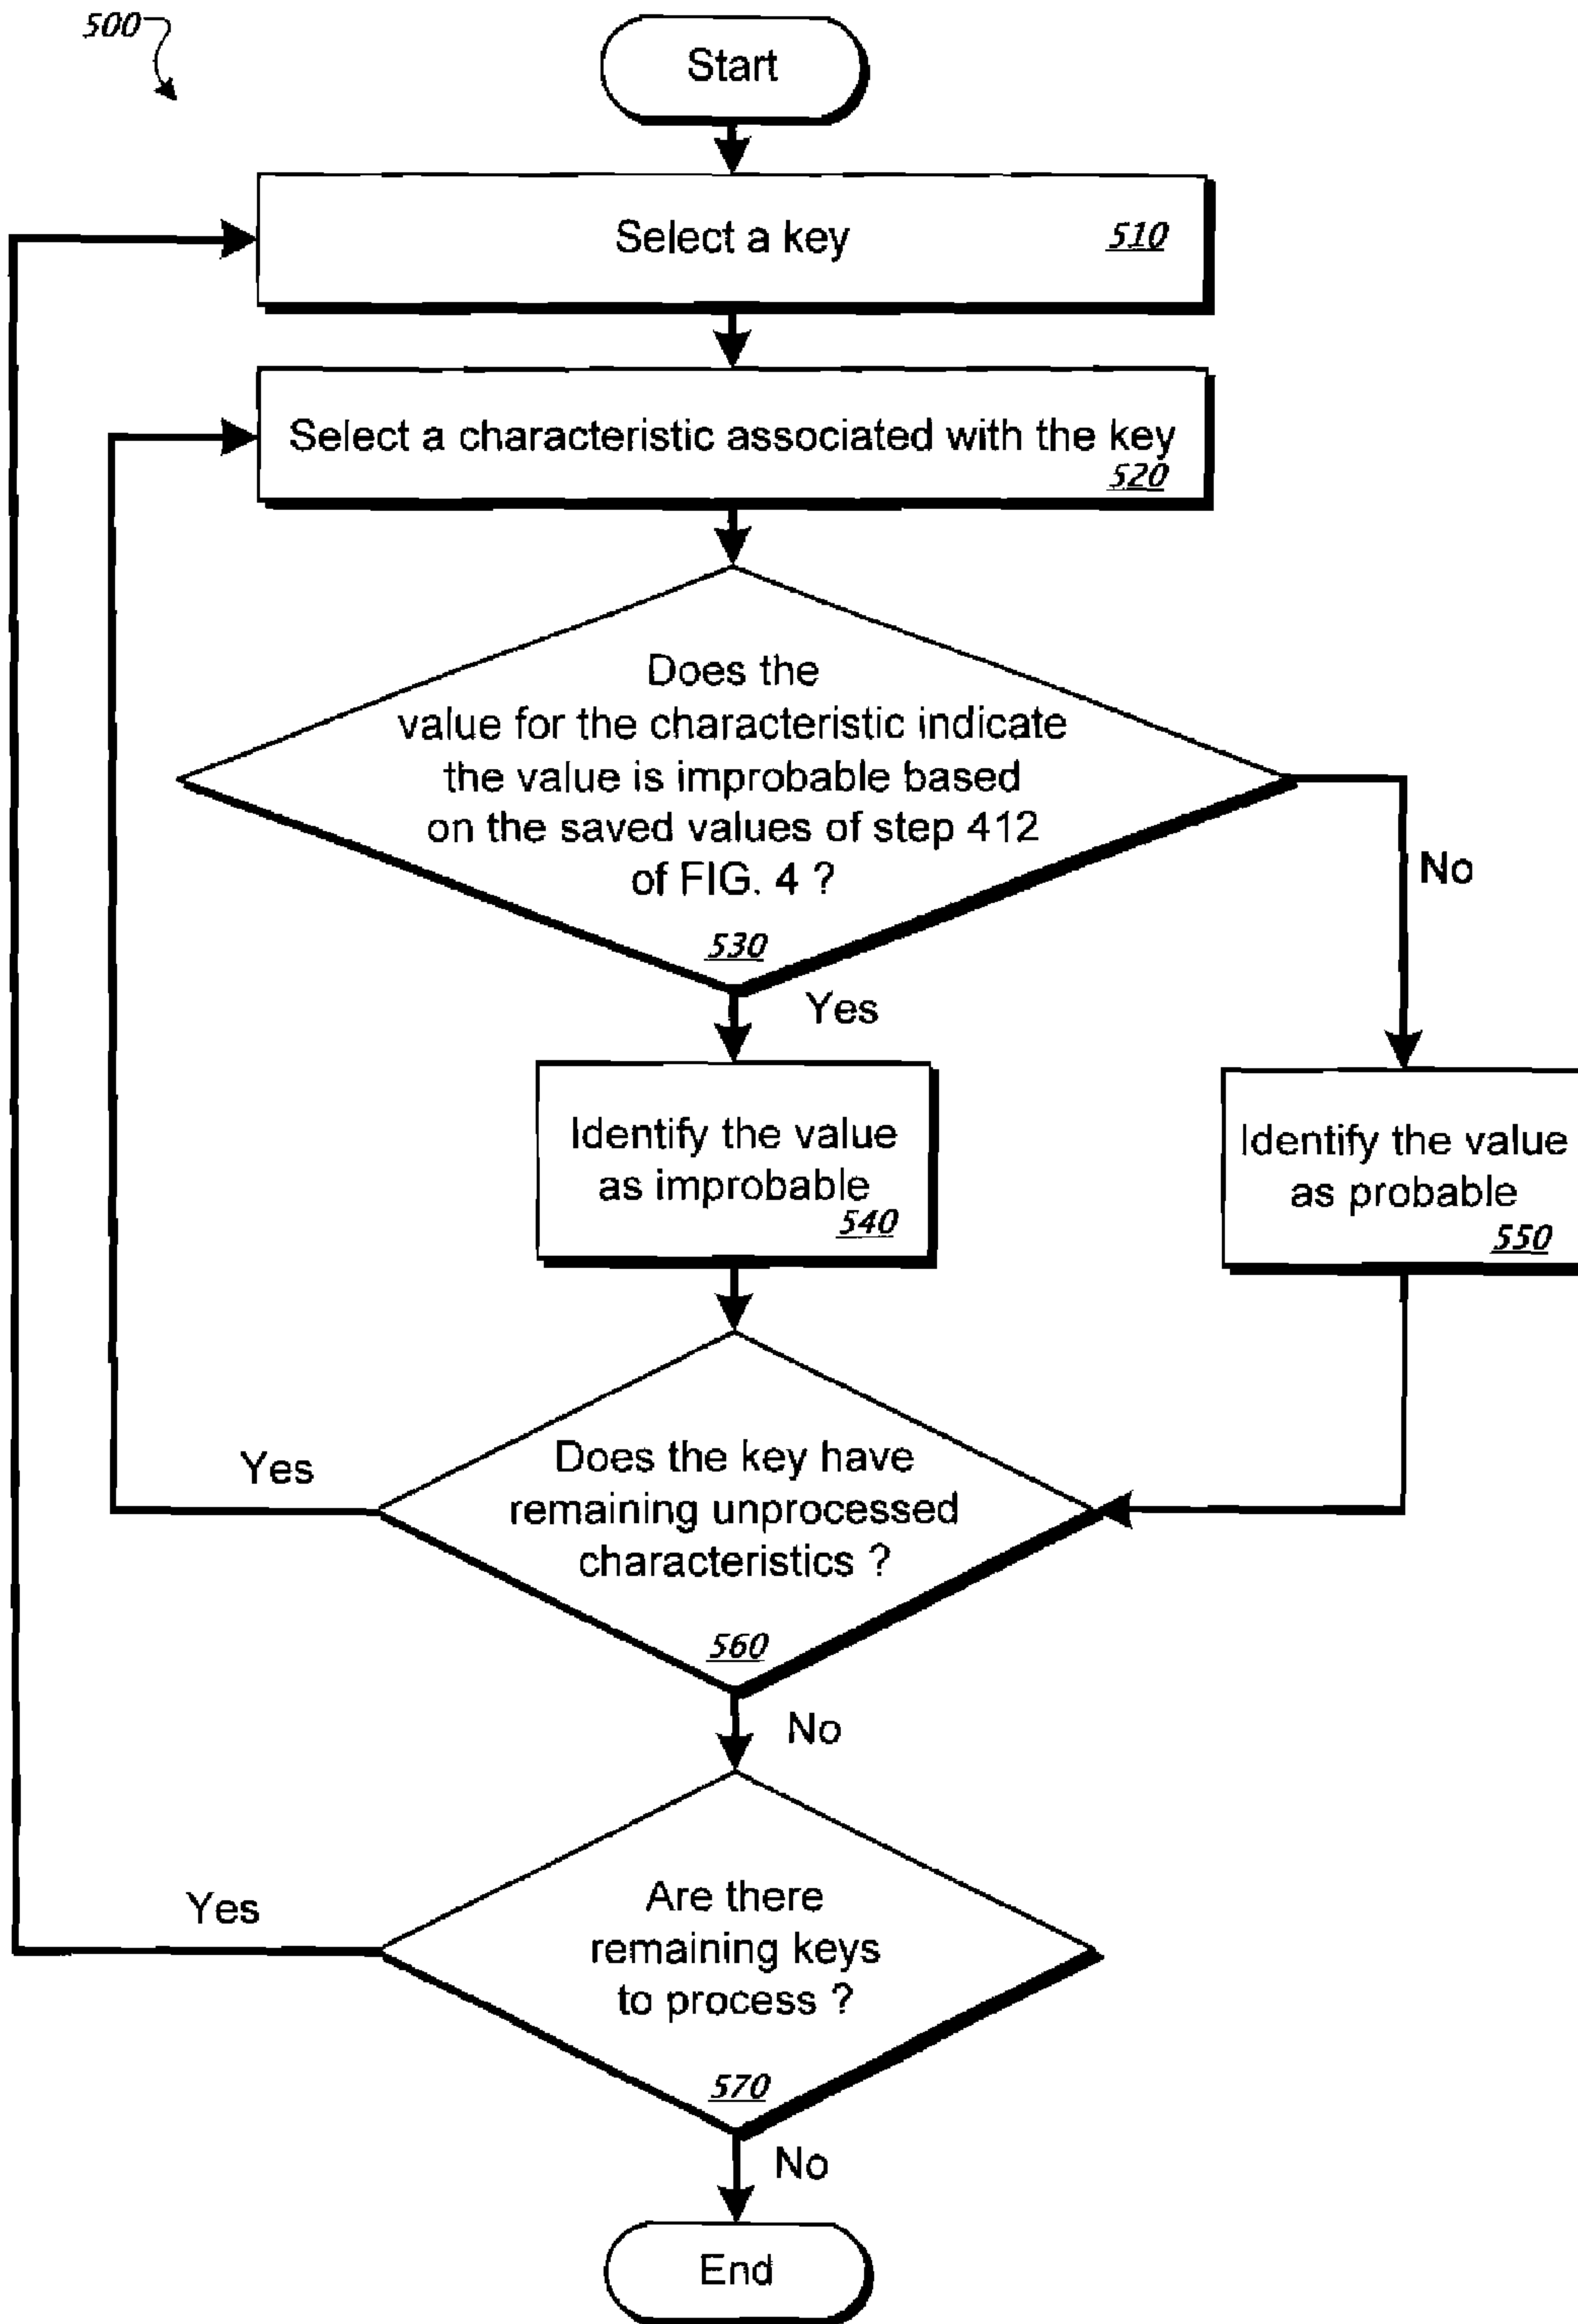 500
Start
Select a key
510
Select a characteristic associated with the key
520
Does the
value for the characteristic indicate
the value is improbable based
on the saved values of step 412
of FIG. 4 ?
530
No
Yes
Identify the value
as improbable
540
Identify the value
as probable
550
Does the key have
remaining unprocessed
characteristics ?
560
Yes
No
Are there
remaining keys
to process ?
570
Yes
No
End